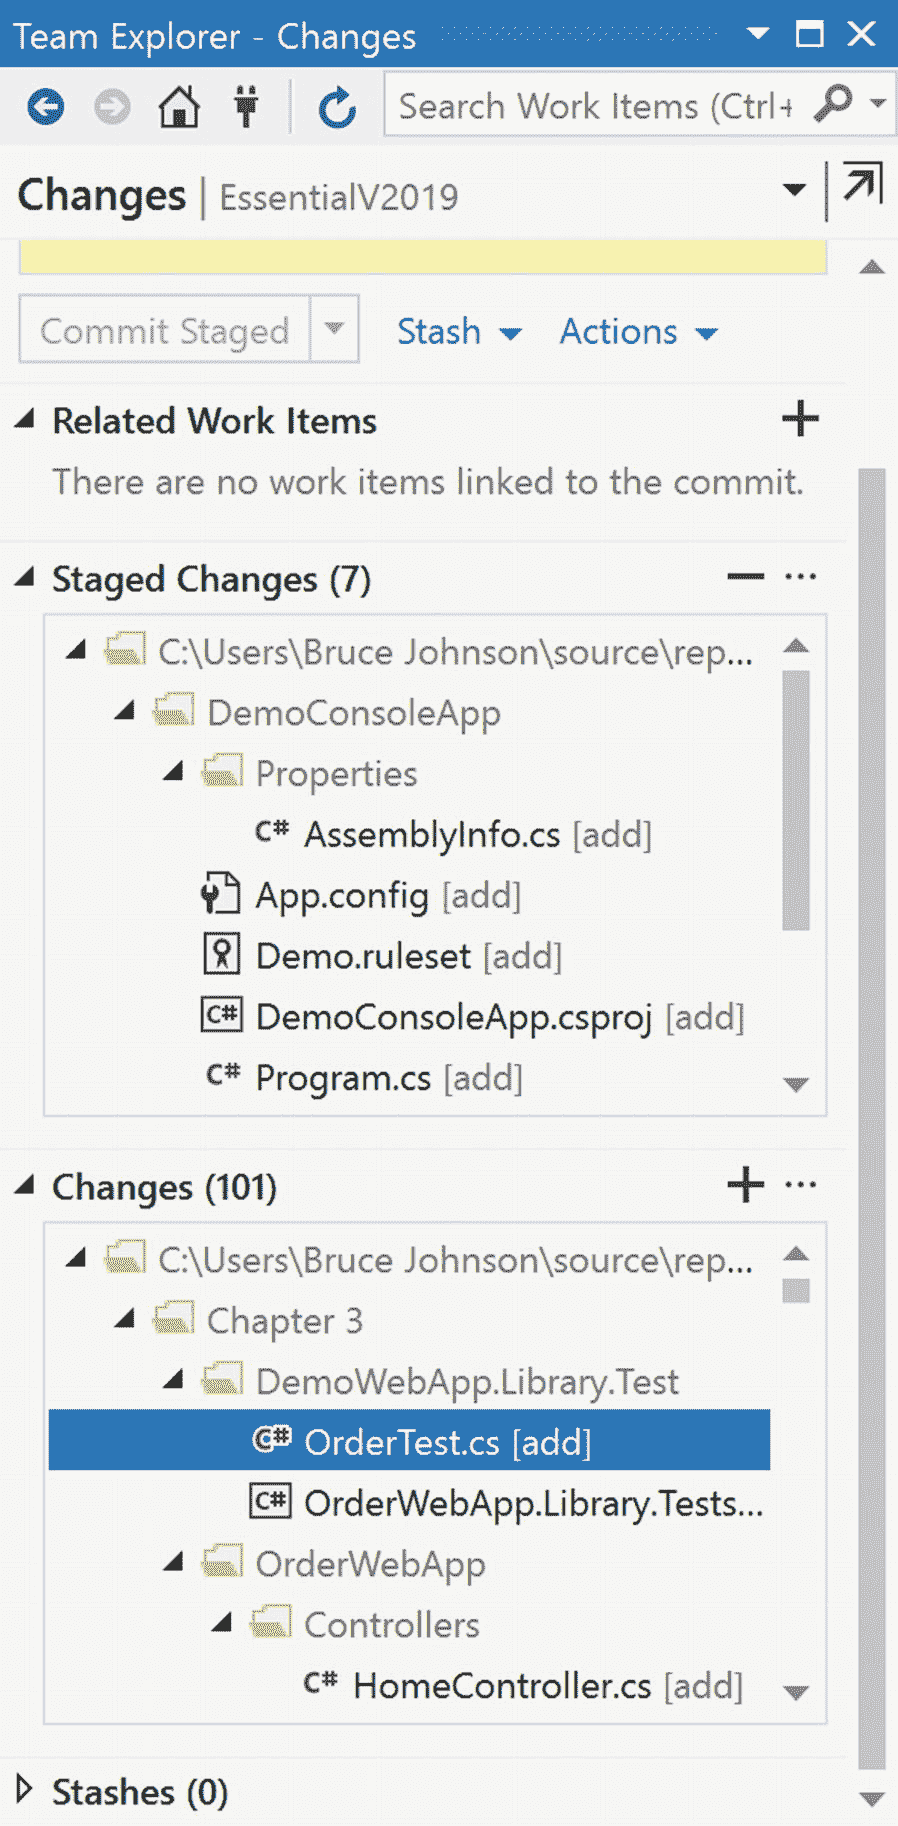 Team Explorer - Changes
Search Work Items (Ctrl+
Changes | EssentialV2019
Commit Staged Stash Actions
Related Work Items
There are no work items linked to the commit.
Staged Changes (7)
C:\Users\Bruce Johnson\source\rep...
DemoConsoleApp
Properties
C# AssemblyInfo.cs [add]
App.config [add]
Demo.ruleset [add]
C# DemoConsoleApp.csproj [add]
C# Program.cs [add]
Changes (101)
C:\Users\Bruce Johnson\source\rep...
Chapter 3
DemoWebApp.Library.Test
C# OrderTest.cs [add]
C# OrderWebApp.Library.Tests...
OrderWebApp
Controllers
C# HomeController.cs [add]
Stashes (0)